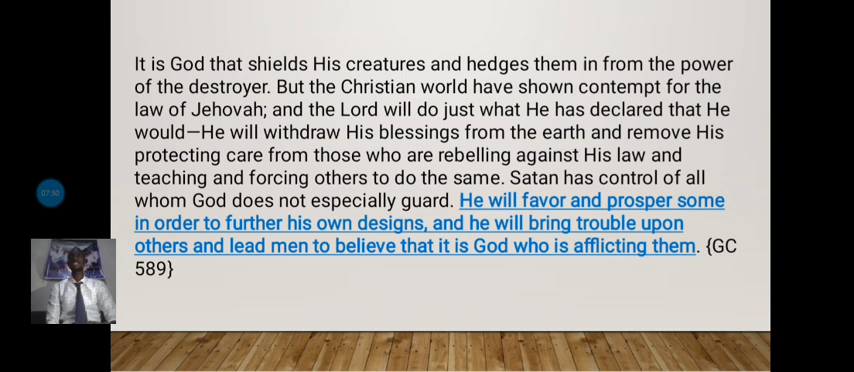 It is God that shields His creatures and hedges them in from the power
of the destroyer. But the Christian world have shown contempt for the
law of Jehovah; and the Lord will do just what He has declared that He
would—He will withdraw His blessings from the earth and remove His
protecting care from those who are rebelling against His law and
teaching and forcing others to do the same. Satan has control of all
whom God does not especially guard. He will favor and prosper some
in order to further his own designs, and he will bring trouble upon
others and lead men to believe that it is God who is afflicting them. {GC
589}
07:50